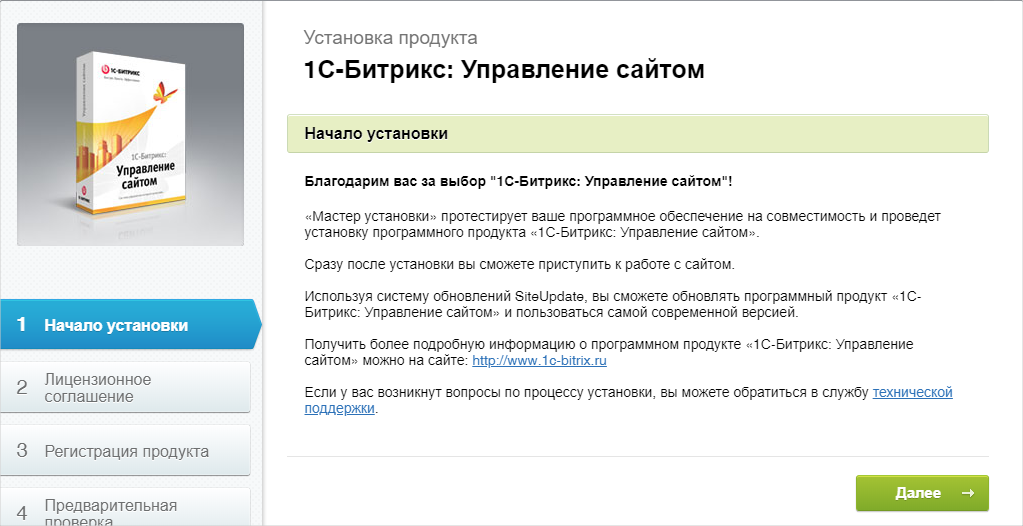 1С-БИТРИКС
1С-Битрикс:
Управление
сайтом
Установка продукта
1С-Битрикс: Управление сайтом
Начало установки
Благодарим вас за выбор "1С-Битрикс: Управление сайтом"!
«Мастер установки» протестирует ваше программное обеспечение на совместимость и проведет
установку программного продукта «1С-Битрикс: Управление сайтом».
Сразу после установки вы сможете приступить к работе с сайтом.
Используя систему обновлений SiteUpdate, вы сможете обновлять программный продукт «1С-
Битрикс: Управление сайтом» и пользоваться самой современной версией.
Получить более подробную информацию о программном продукте «1С-Битрикс: Управление
сайтом» можно на сайте: http://www.1c-bitrix.ru
Если у вас возникнут вопросы по процессу установки, вы можете обратиться в службу технической
поддержки.
1 Начало установки
2 Лицензионное
соглашение
3 Регистрация продукта
4 Предварительная
проверка
Далее →